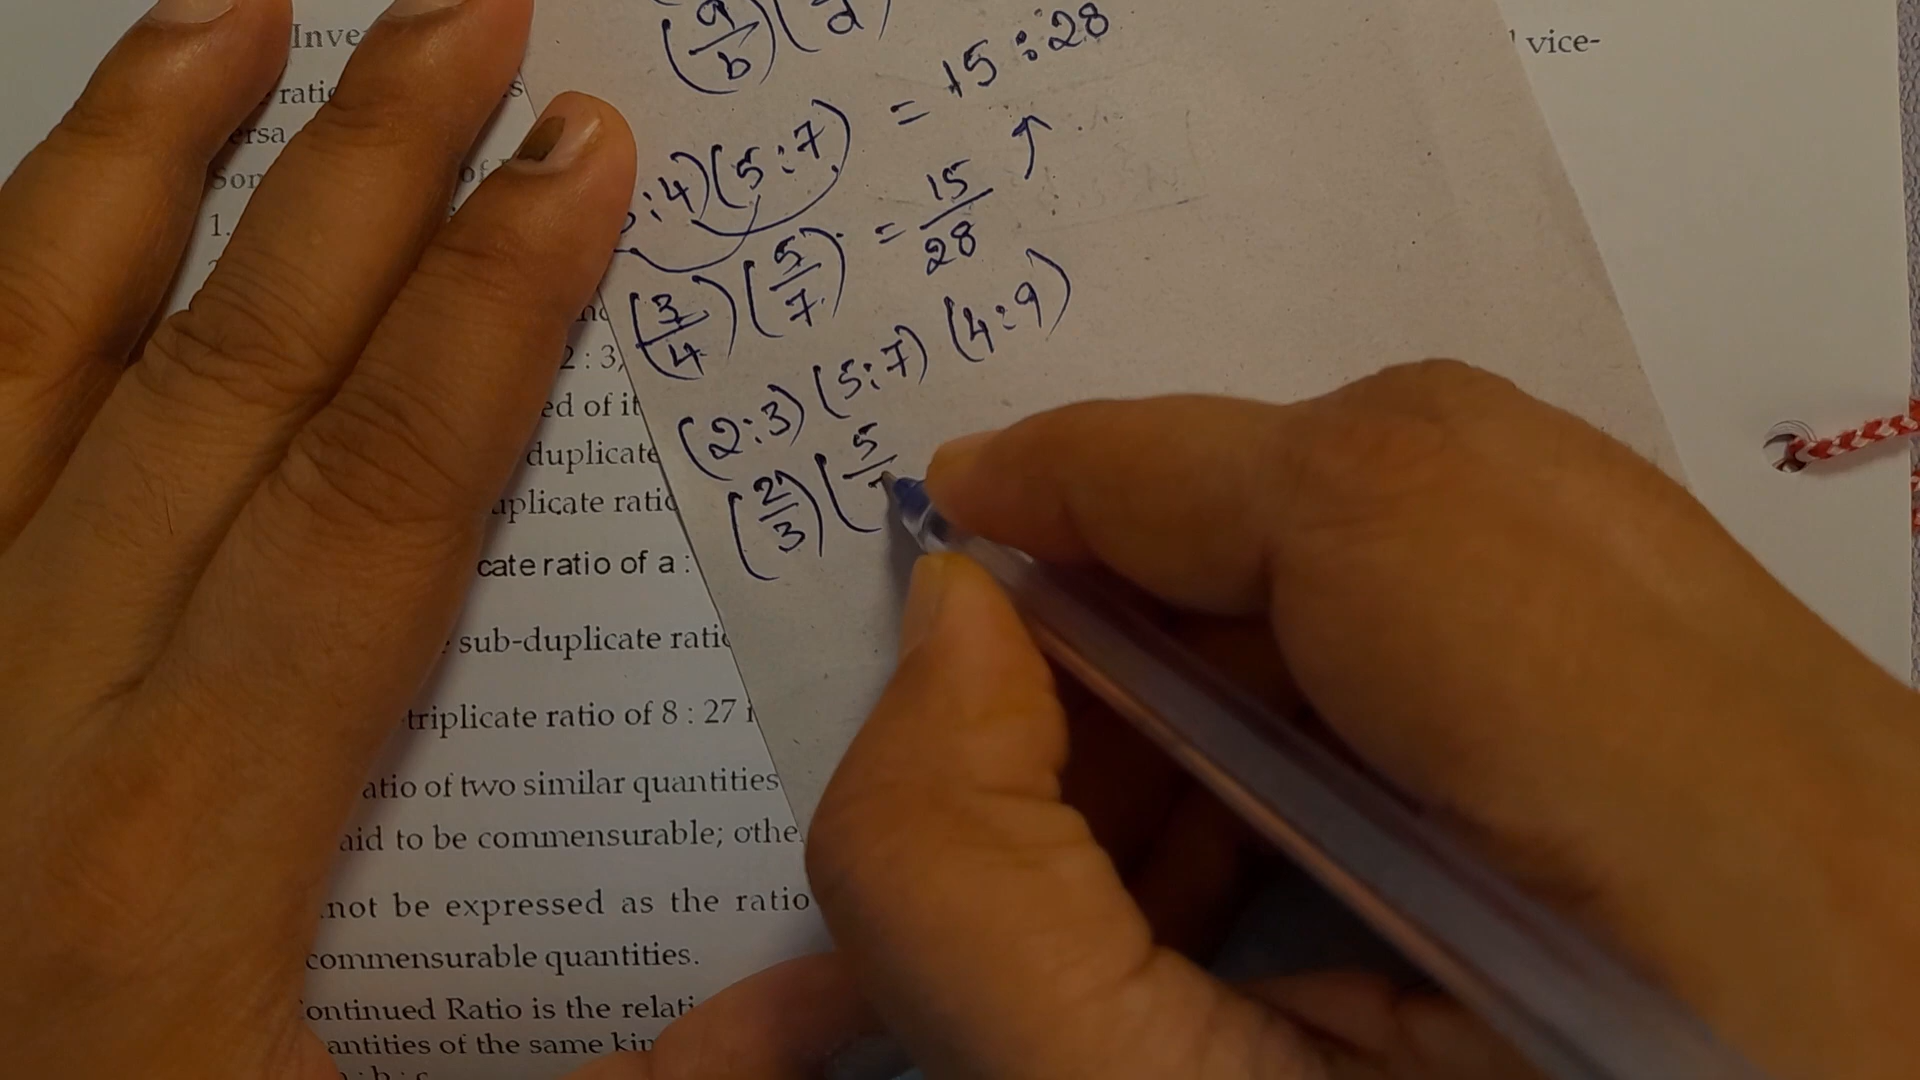 Inve
vice-
ratio
ersa
of
1.
2 : 3,
ed of it
duplicate
uplicate ratio
cate ratio of a :
sub-duplicate ratio
triplicate ratio of 8 : 27 i
atio of two similar quantities
aid to be commensurable; othe
not be expressed as the ratio
commensurable quantities.
ontinued Ratio is the relati
antities of the same kin
: b : c
(a/b)( /d)
:4)(5:7) = 15:28
(3/4)(5/7) = 15/28 ↑
(2:3)(5:7)(4:9)
(2/3)(5/